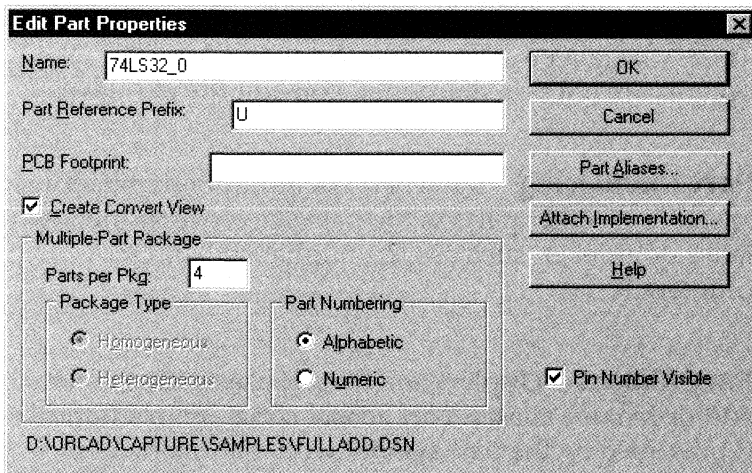 Edit Part Properties
Name: 74LS32_0
OK
Part Reference Prefix: U
Cancel
PCB Footprint:
Part Aliases...
Create Convert View
Attach Implementation...
Multiple-Part Package
Parts per Pkg: 4
Help
Package Type
Part Numbering
Homogeneous
Alphabetic
Heterogeneous
Numeric
Pin Number Visible
D:\ORCAD\CAPTURE\SAMPLES\FULLADD.DSN